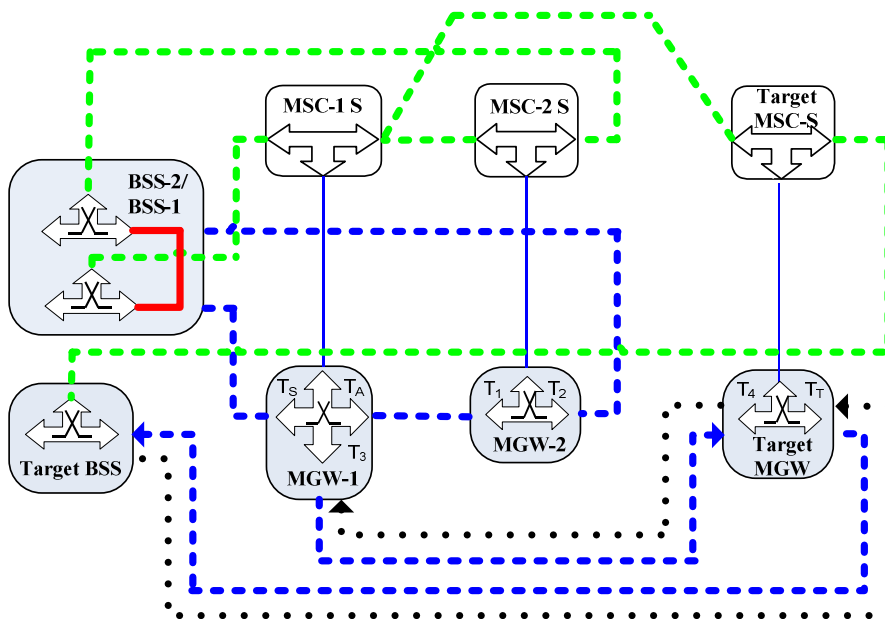 MSC-1 S
MSC-2 S
Target
MSC-S
BSS-2/
BSS-1
TS
TA
T3
MGW-1
T1
T2
MGW-2
T4
TT
Target
MGW
Target BSS